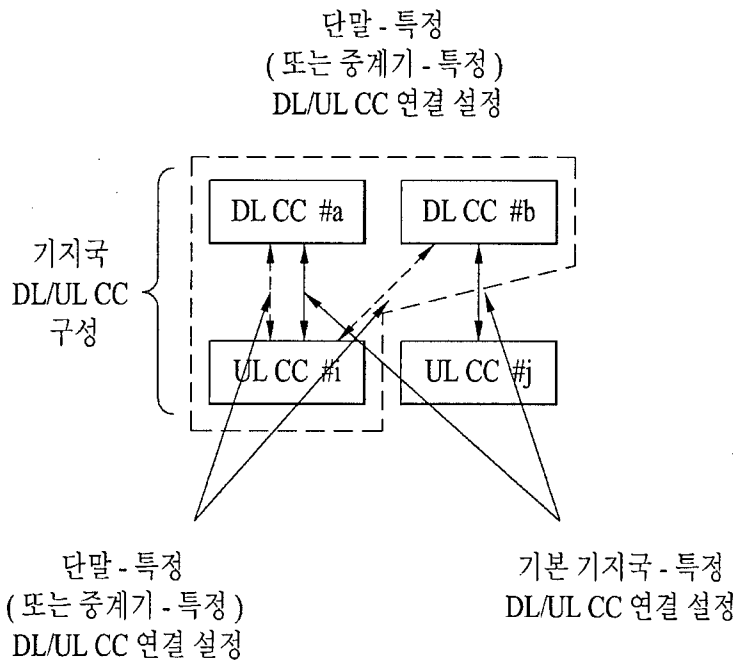 단말 - 특정
( 또는 중계기 - 특정 )
DL/UL CC 연결 설정
DL CC #a
DL CC #b
기지국
DL/UL CC
구성
UL CC #i
UL CC #j
단말 - 특정
( 또는 중계기 - 특정 )
DL/UL CC 연결 설정
기본 기지국 - 특정
DL/UL CC 연결 설정